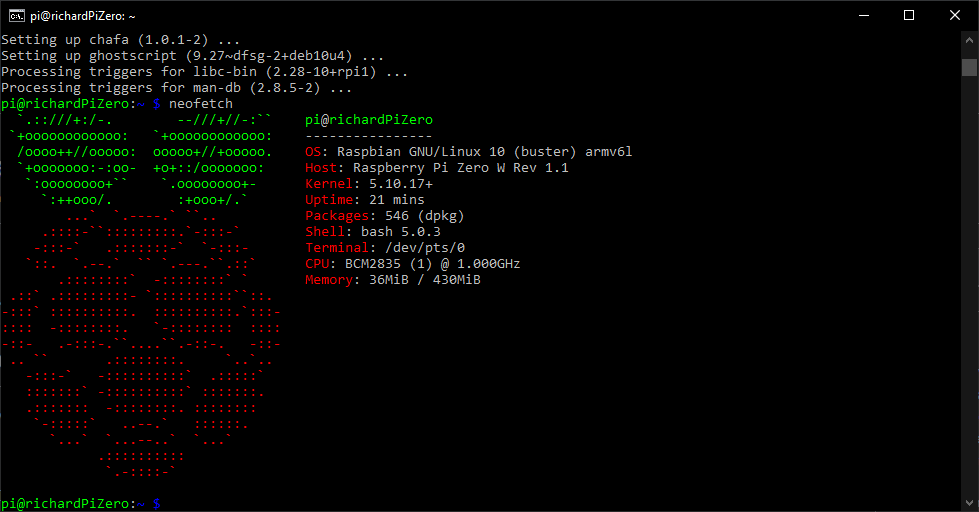 pi@richardPiZero: ~
Setting up chafa (1.0.1-2) ...
Setting up ghostscript (9.27~dfsg-2+deb10u4) ...
Processing triggers for libc-bin (2.28-10+rpi1) ...
Processing triggers for man-db (2.8.5-2) ...
pi@richardPiZero:~ $ neofetch
pi@richardPiZero
----------------
OS: Raspbian GNU/Linux 10 (buster) armv6l
Host: Raspberry Pi Zero W Rev 1.1
Kernel: 5.10.17+
Uptime: 21 mins
Packages: 546 (dpkg)
Shell: bash 5.0.3
Terminal: /dev/pts/0
CPU: BCM2835 (1) @ 1.000GHz
Memory: 36MiB / 430MiB
pi@richardPiZero:~ $